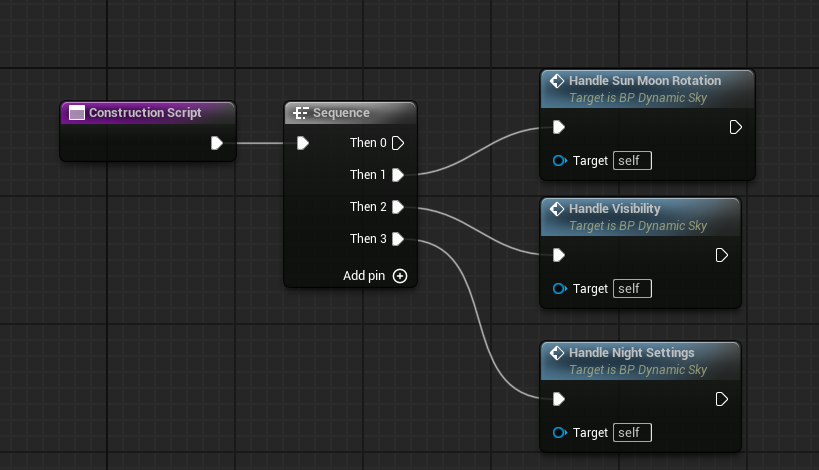 Construction Script
Sequence
Then 0
Then 1
Then 2
Then 3
Add pin
Handle Sun Moon Rotation
Target is BP Dynamic Sky
Target self
Handle Visibility
Target is BP Dynamic Sky
Target self
Handle Night Settings
Target is BP Dynamic Sky
Target self